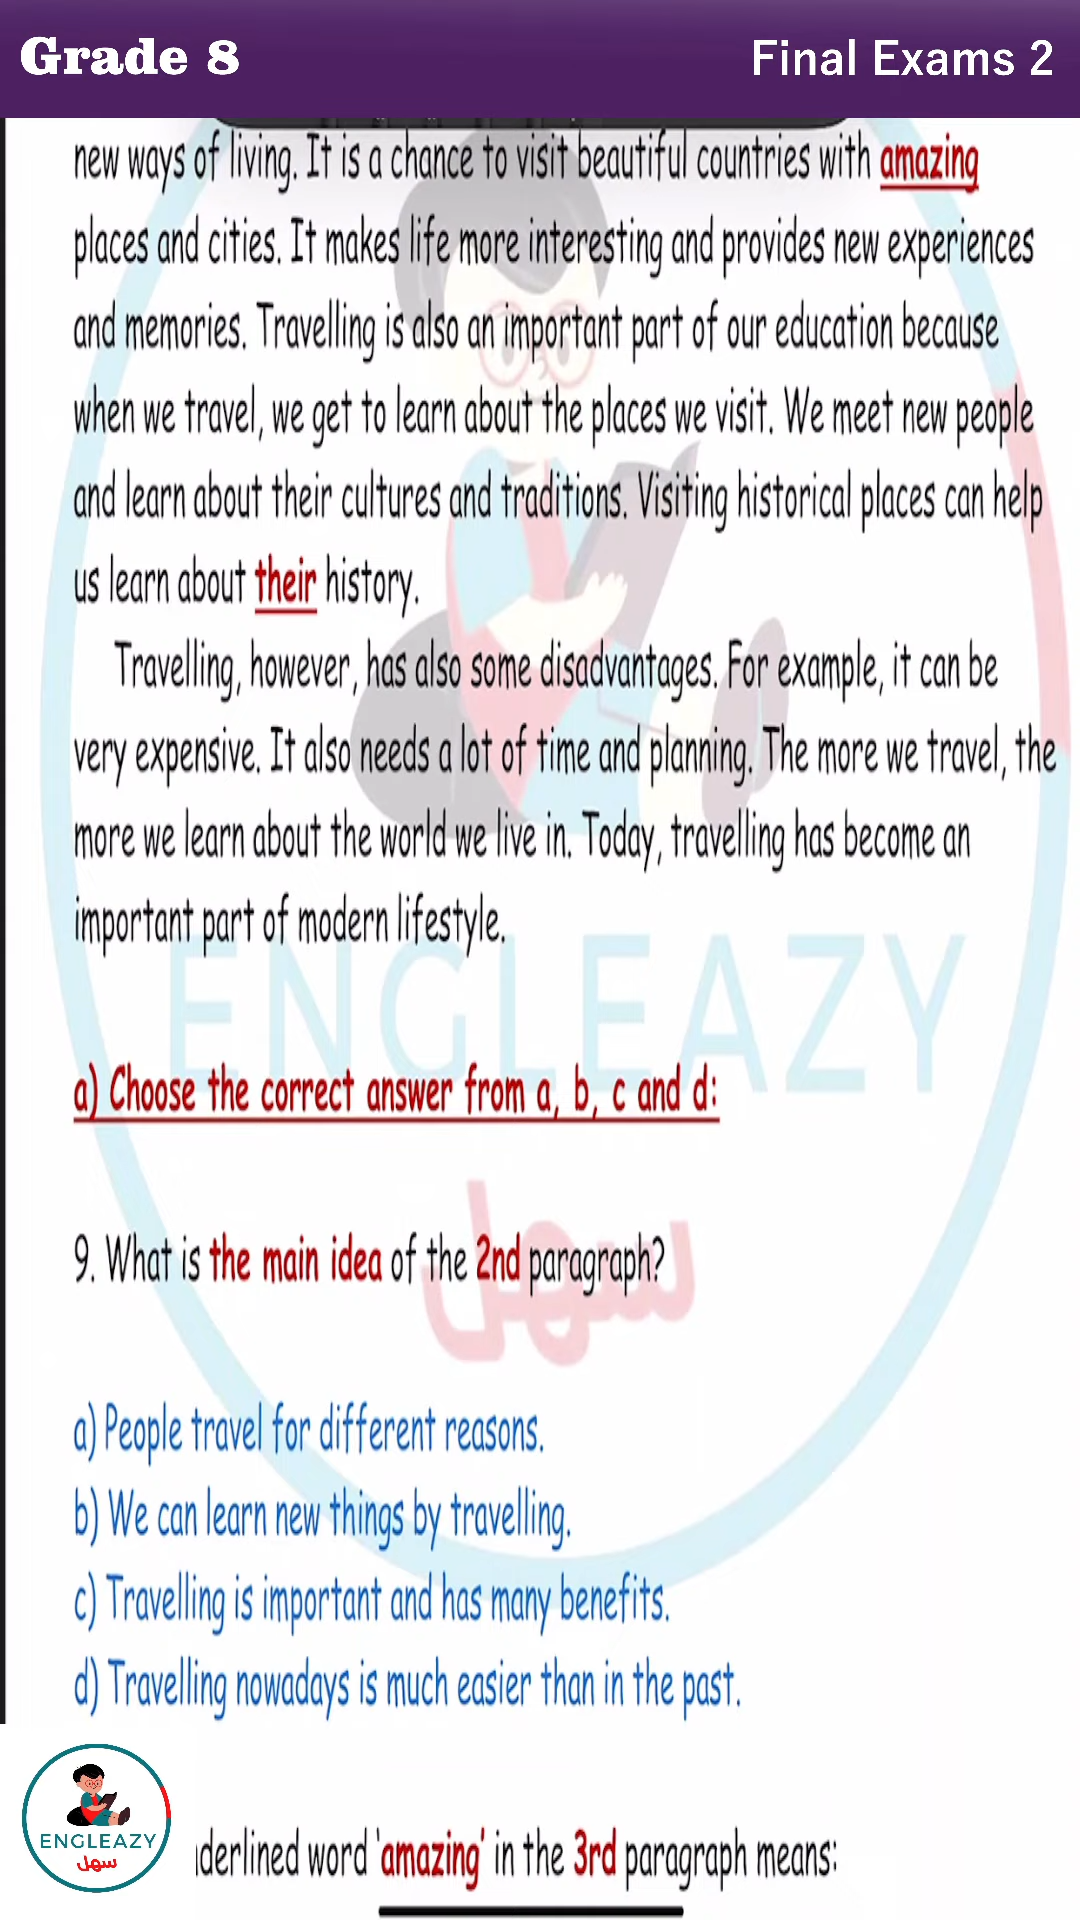 Grade 8
Final Exams 2
new ways of living. It is a chance to visit beautiful countries with amazing
places and cities. It makes life more interesting and provides new experiences
and memories. Travelling is also an important part of our education because
when we travel, we get to learn about the places we visit. We meet new people
and learn about their cultures and traditions. Visiting historical places can help
us learn about their history.
Travelling, however, has also some disadvantages. For example, it can be
very expensive. It also needs a lot of time and planning. The more we travel, the
more we learn about the world we live in. Today, travelling has become an
important part of modern lifestyle.
ENGLEAZY
سهل
a) Choose the correct answer from a, b, c and d:
9. What is the main idea of the 2nd paragraph?
a) People travel for different reasons.
b) We can learn new things by travelling.
c) Travelling is important and has many benefits.
d) Travelling nowadays is much easier than in the past.
ENGLEAZY
سهل
derlined word 'amazing' in the 3rd paragraph means: